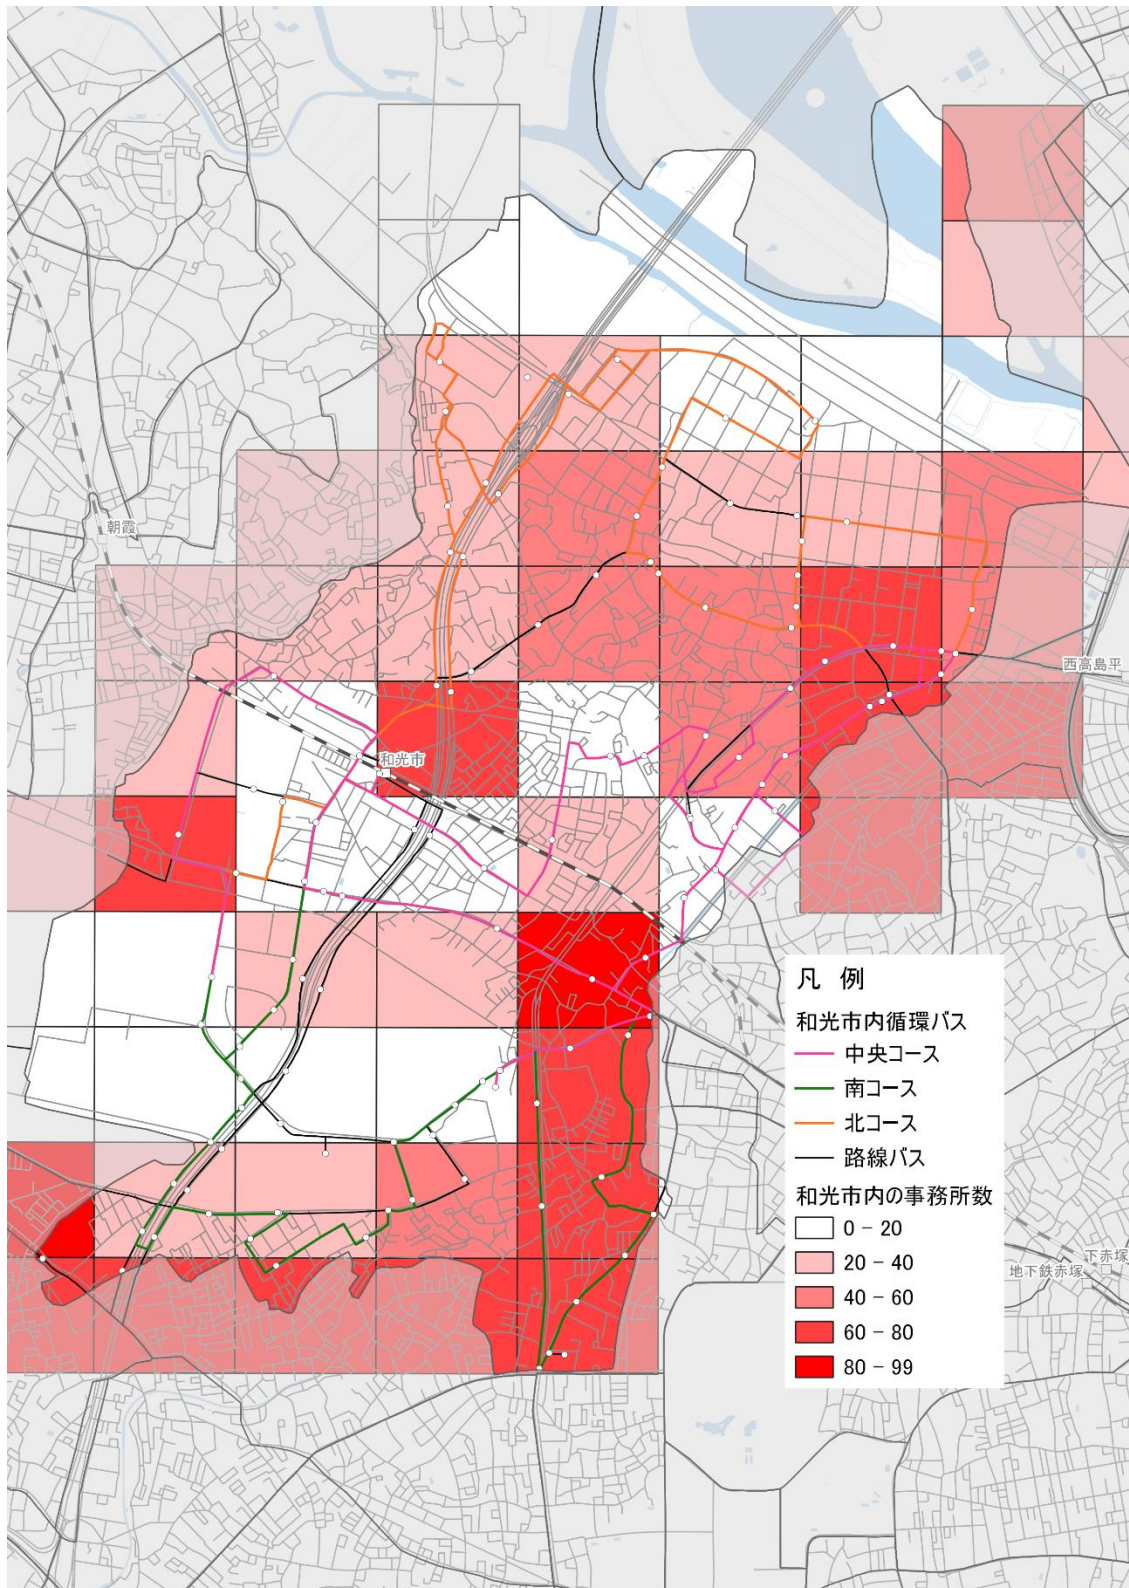 朝霞
西高島平
和光市
凡 例
和光市内循環バス
中央コース
南コース
北コース
路線バス
和光市内の事務所数
0 − 20
20 − 40
40 − 60
60 − 80
80 − 99
下赤塚
地下鉄赤塚